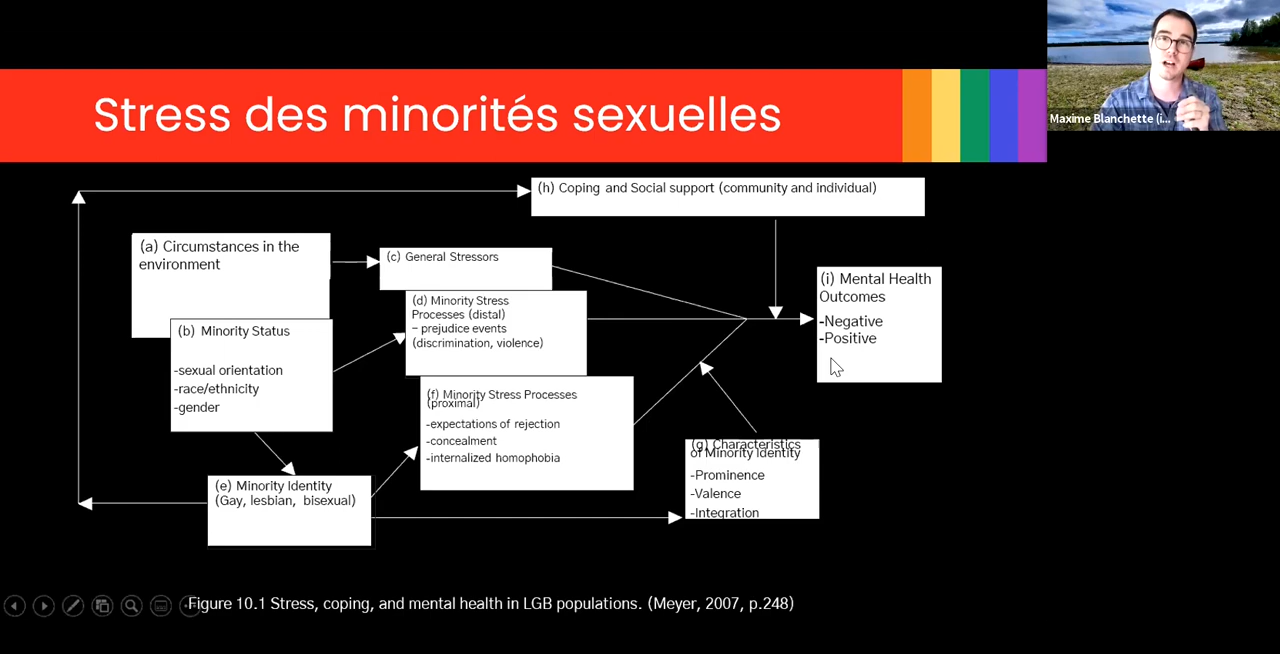 Stress des minorités sexuelles
Maxime Blanchette (i...
(h) Coping and Social support (community and individual)
(a) Circumstances in the
environment
(c) General Stressors
(d) Minority Stress
Processes (distal)
– prejudice events
(discrimination, violence)
(i) Mental Health
Outcomes
-Negative
-Positive
(b) Minority Status
-sexual orientation
-race/ethnicity
-gender
(f) Minority Stress Processes
(proximal)
-expectations of rejection
-concealment
-internalized homophobia
(g) Characteristics
of Minority Identity
-Prominence
-Valence
-Integration
(e) Minority Identity
(Gay, lesbian, bisexual)
Figure 10.1 Stress, coping, and mental health in LGB populations. (Meyer, 2007, p.248)